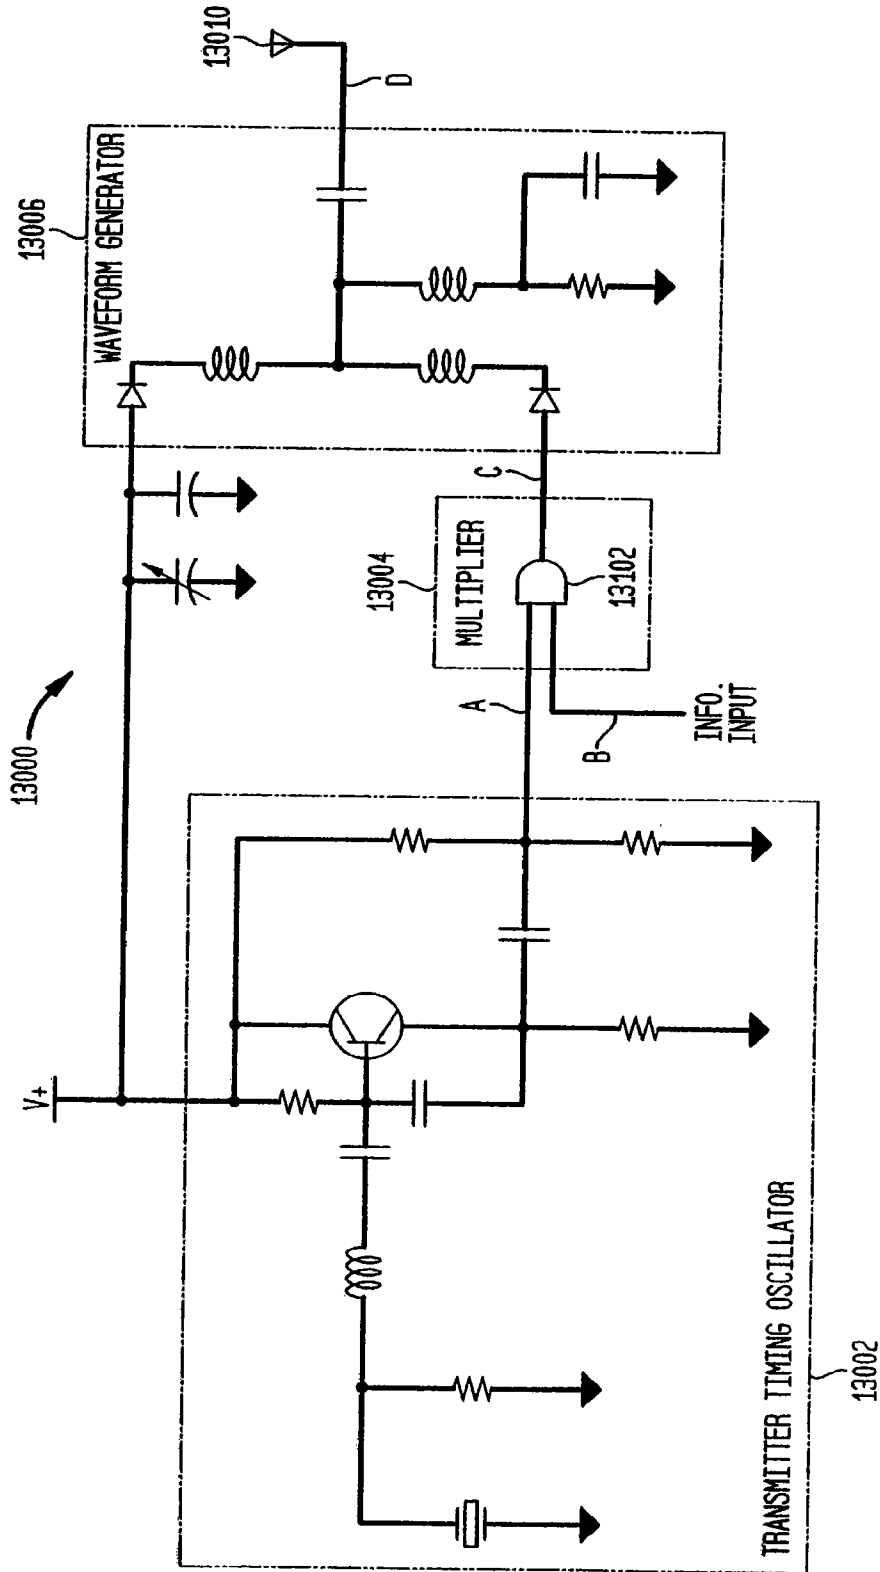 13000
V+
13002
TRANSMITTER TIMING OSCILLATOR
A
B
INFO.
INPUT
13004
MULTIPLIER
13102
C
13006
WAVEFORM GENERATOR
D
13010